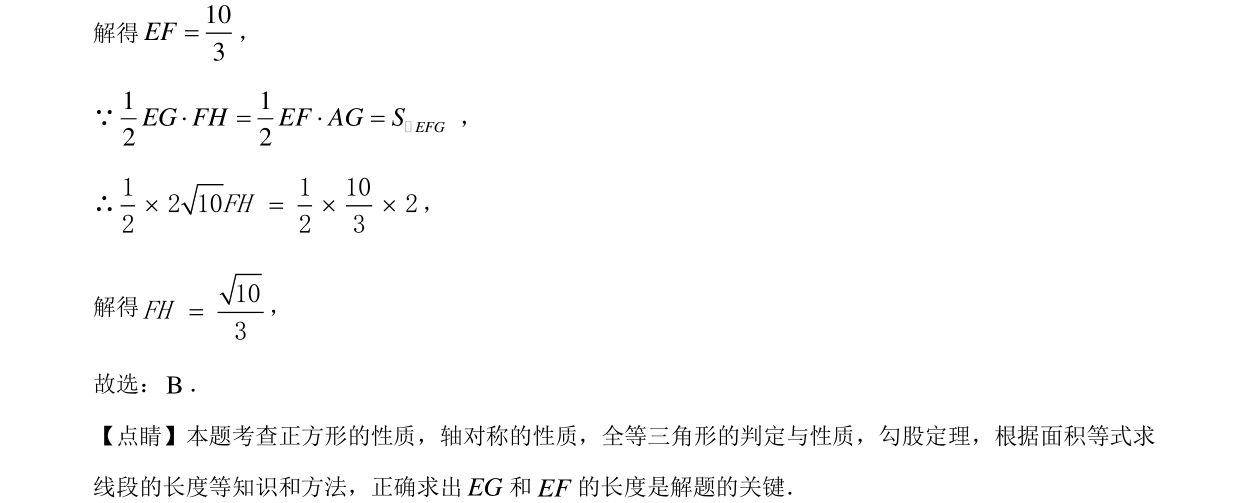 解得 EF = 10/3，
∵ 1/2 EG · FH = 1/2 EF · AG = S□EFG ，
∴ 1/2 × 2√10FH = 1/2 × 10/3 × 2，
解得 FH = √10/3，
故选：B．
【点睛】本题考查正方形的性质，轴对称的性质，全等三角形的判定与性质，勾股定理，根据面积等式求
线段的长度等知识和方法，正确求出 EG 和 EF 的长度是解题的关键．